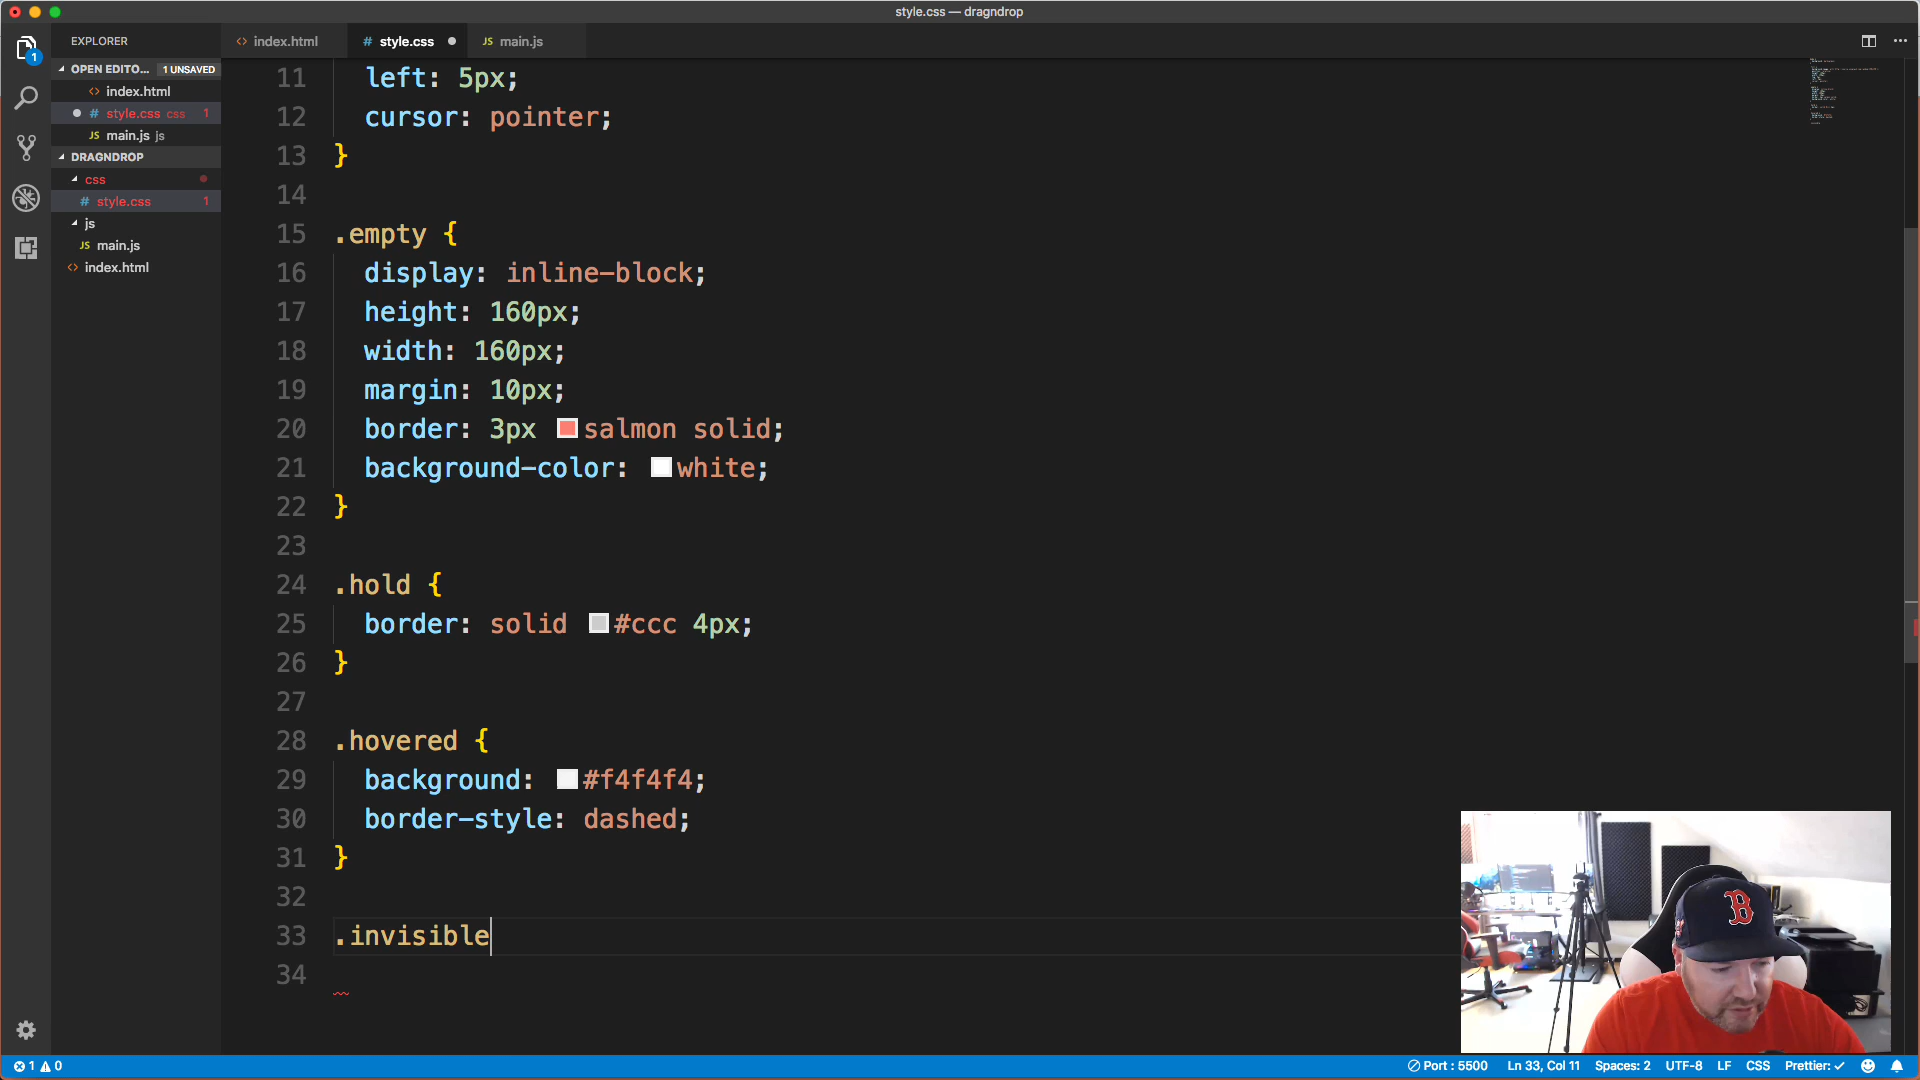 style.css — dragndrop
EXPLORER
index.html
style.css
main.js
OPEN EDITO... 1 UNSAVED
index.html
style.css css 1
main.js js
DRAGNDROP
css
style.css 1
js
main.js
index.html
1
11 left: 5px;
12 cursor: pointer;
13 }
14
15 .empty {
16 display: inline-block;
17 height: 160px;
18 width: 160px;
19 margin: 10px;
20 border: 3px salmon solid;
21 background-color: white;
22 }
23
24 .hold {
25 border: solid #ccc 4px;
26 }
27
28 .hovered {
29 background: #f4f4f4;
30 border-style: dashed;
31 }
32
33 .invisible
34
B
1 0
Port : 5500 Ln 33, Col 11 Spaces: 2 UTF-8 LF CSS Prettier: ✓